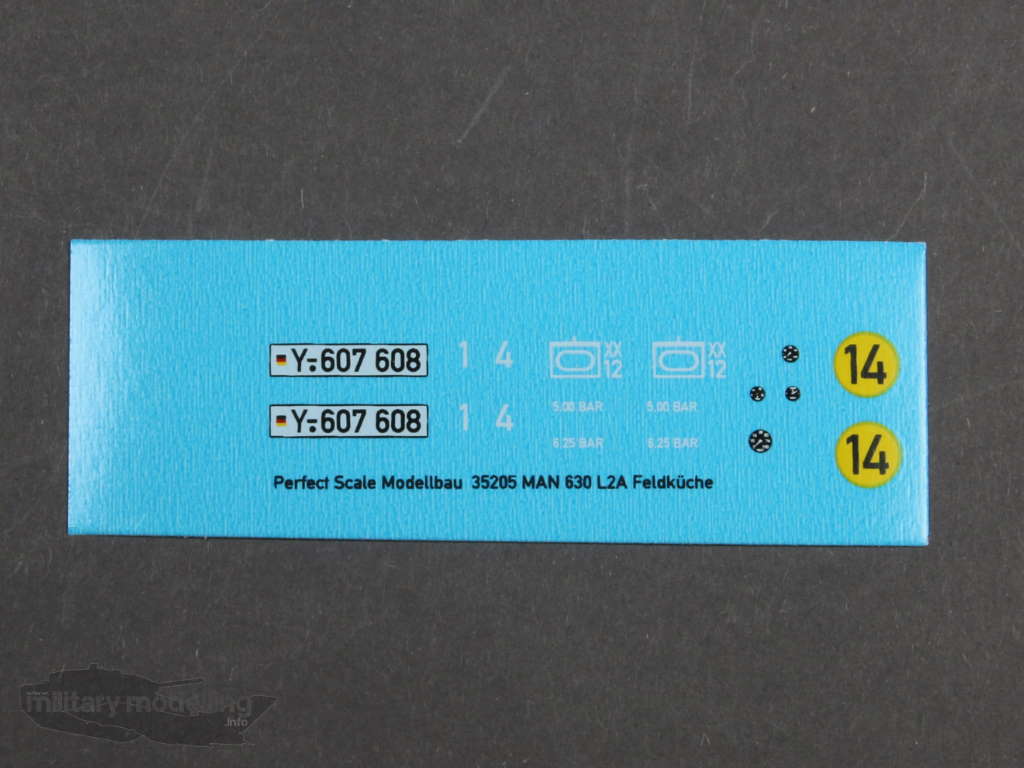 Y-607 608
1 4
XX
12
XX
12
14
5,00 BAR
5,00 BAR
Y-607 608
1 4
6,25 BAR
6,25 BAR
14
Perfect Scale Modellbau 35205 MAN 630 L2A Feldküche
military modelling
.info